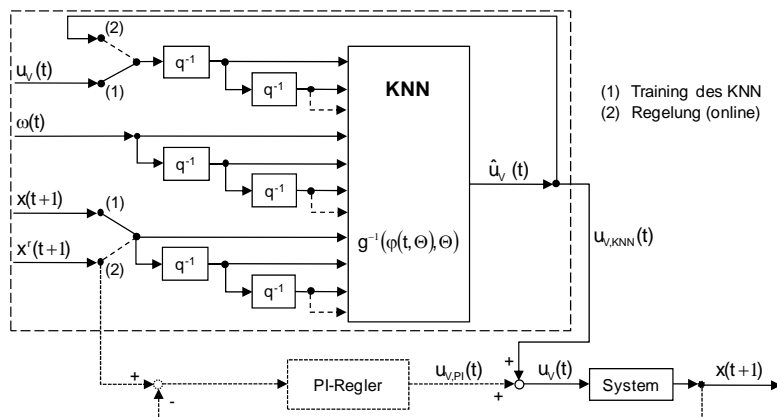 (2)
u_V(t)
(1)
q⁻¹
q⁻¹
KNN
(1) Training des KNN
(2) Regelung (online)
ω(t)
q⁻¹
q⁻¹
û_V(t)
x(t+1)
(1)
xʳ(t+1)
(2)
g⁻¹(φ(t,Θ),Θ)
u_V,KNN(t)
q⁻¹
q⁻¹
+
-
PI-Regler
u_V,PI(t)
+
+
u_V(t)
System
x(t+1)